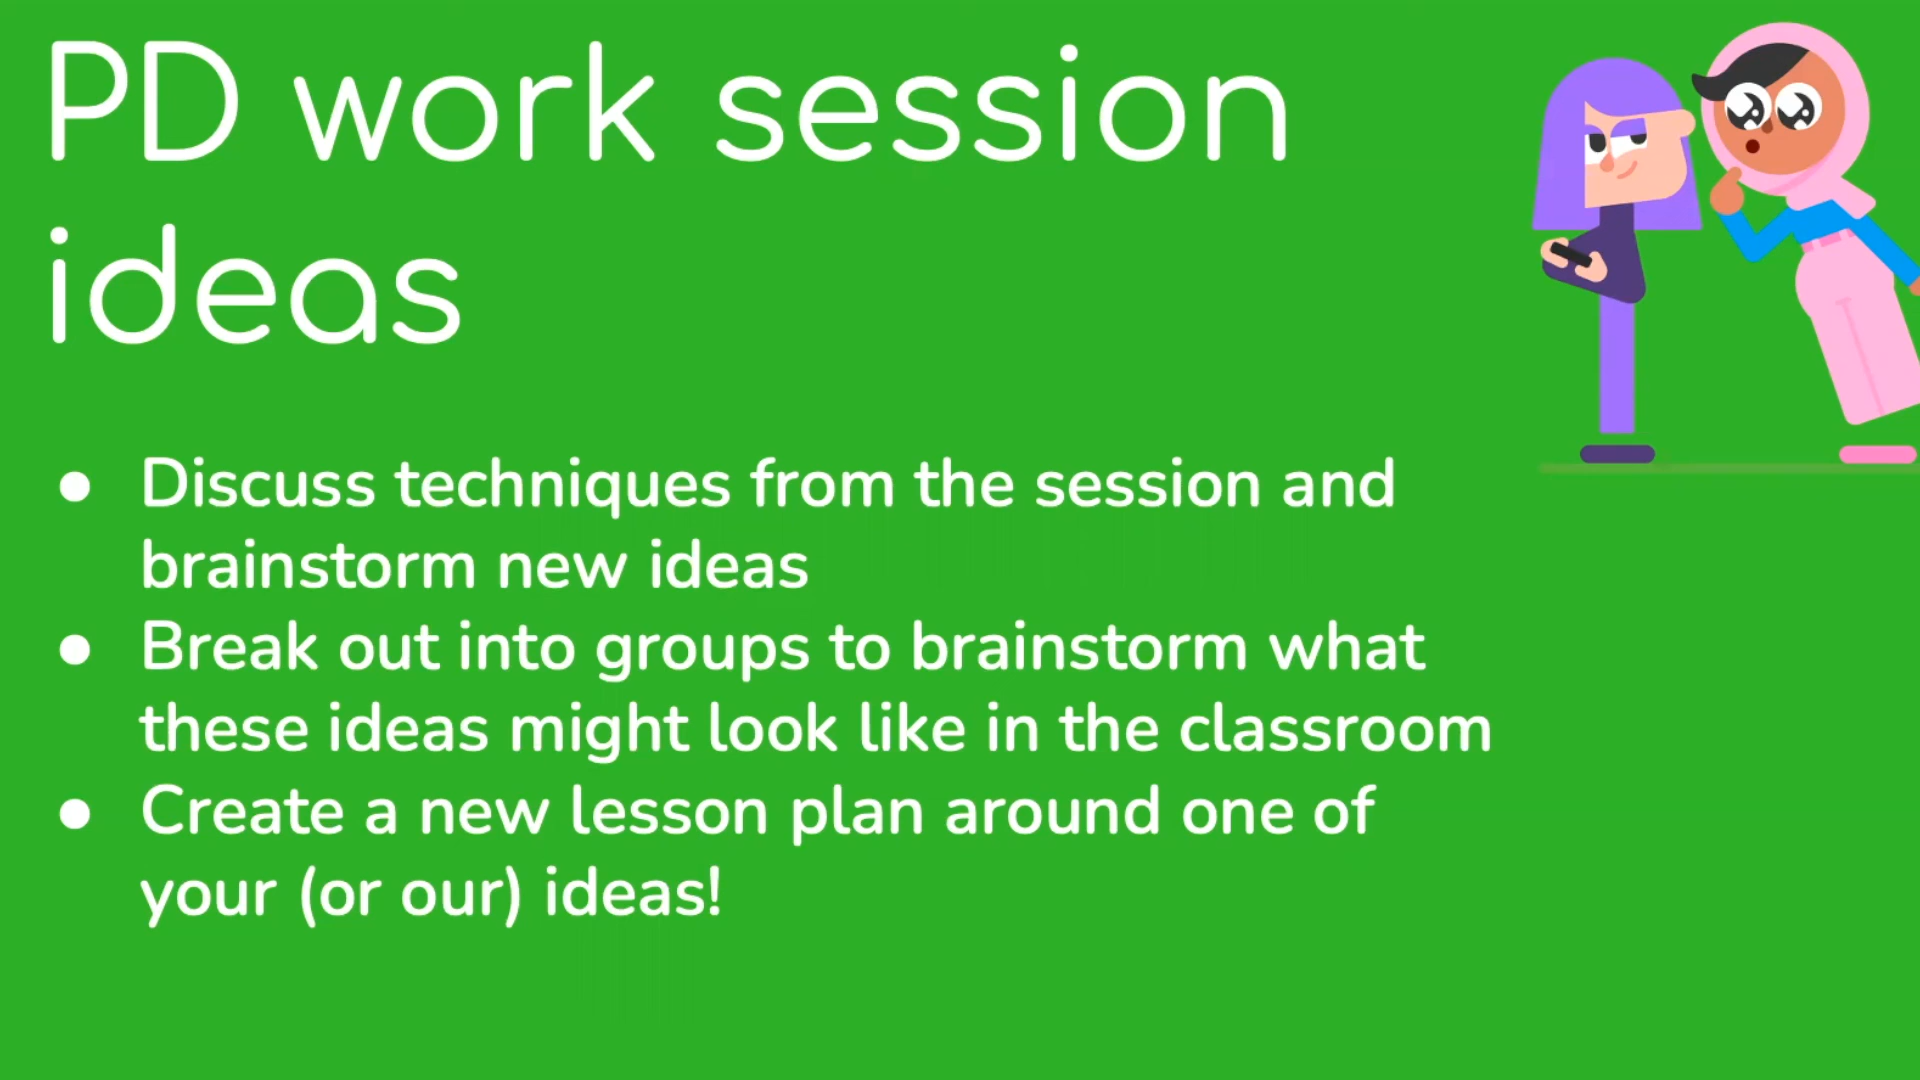 PD work session
ideas
● Discuss techniques from the session and
brainstorm new ideas
● Break out into groups to brainstorm what
these ideas might look like in the classroom
● Create a new lesson plan around one of
your (or our) ideas!